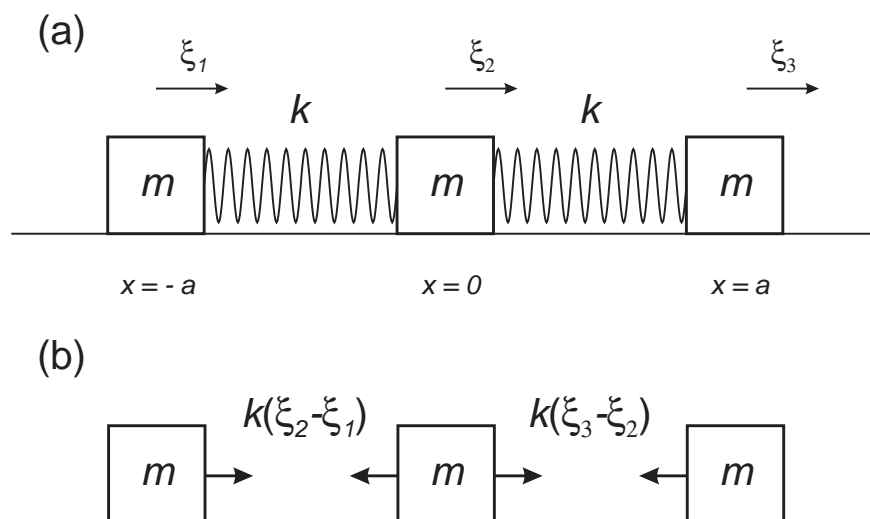 (a)
ξ1 ξ2 ξ3
k k
m m m
x = - a x = 0 x = a
(b)
k(ξ2-ξ1) k(ξ3-ξ2)
m m m